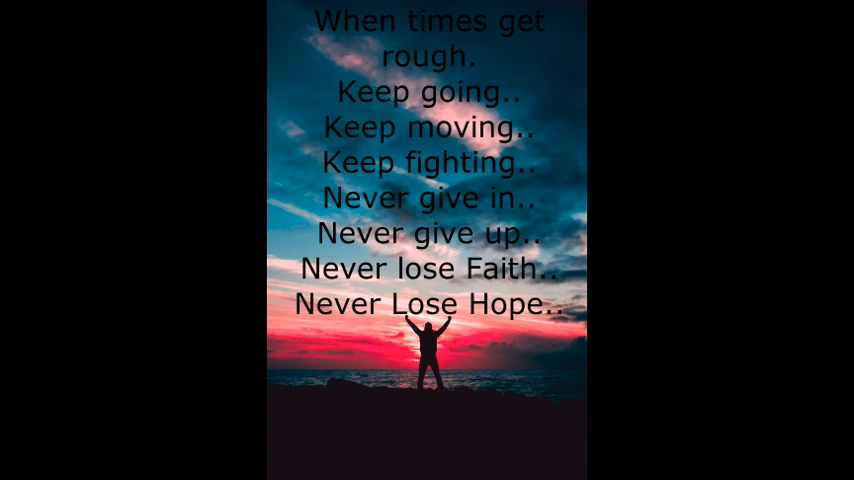 When times get
rough.
Keep going..
Keep moving..
Keep fighting..
Never give in..
Never give up..
Never lose Faith..
Never Lose Hope..